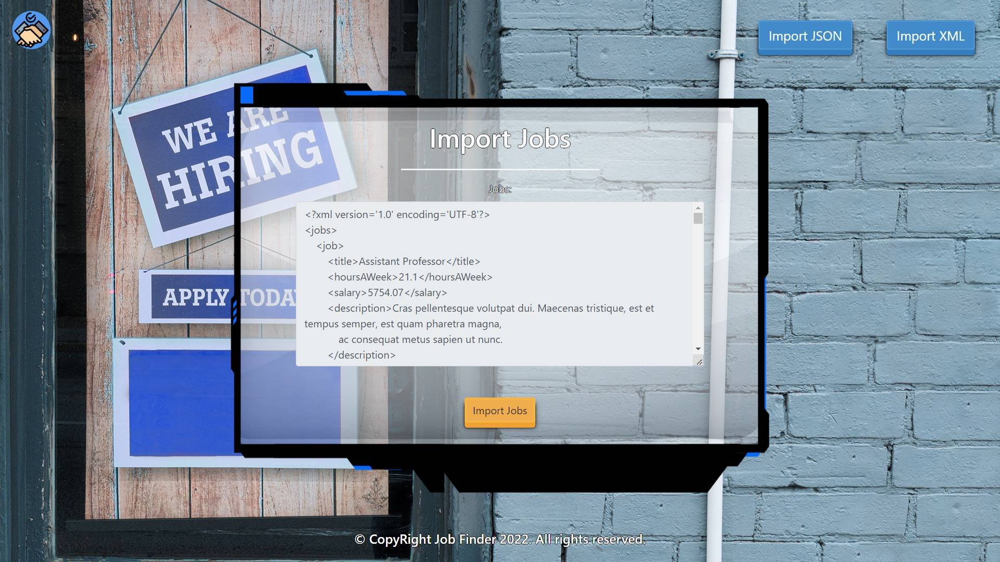 Import JSON
Import XML
WE ARE
HIRING
Import Jobs
Jobs:
<?xml version='1.0' encoding='UTF-8'?>
<jobs>
<job>
<title>Assistant Professor</title>
<hoursAWeek>21.1</hoursAWeek>
<salary>5754.07</salary>
<description>Cras pellentesque volutpat dui. Maecenas tristique, est et
tempus semper, est quam pharetra magna,
ac consequat metus sapien ut nunc.
</description>
APPLY TODAY
Import Jobs
© CopyRight Job Finder 2022. All rights reserved.